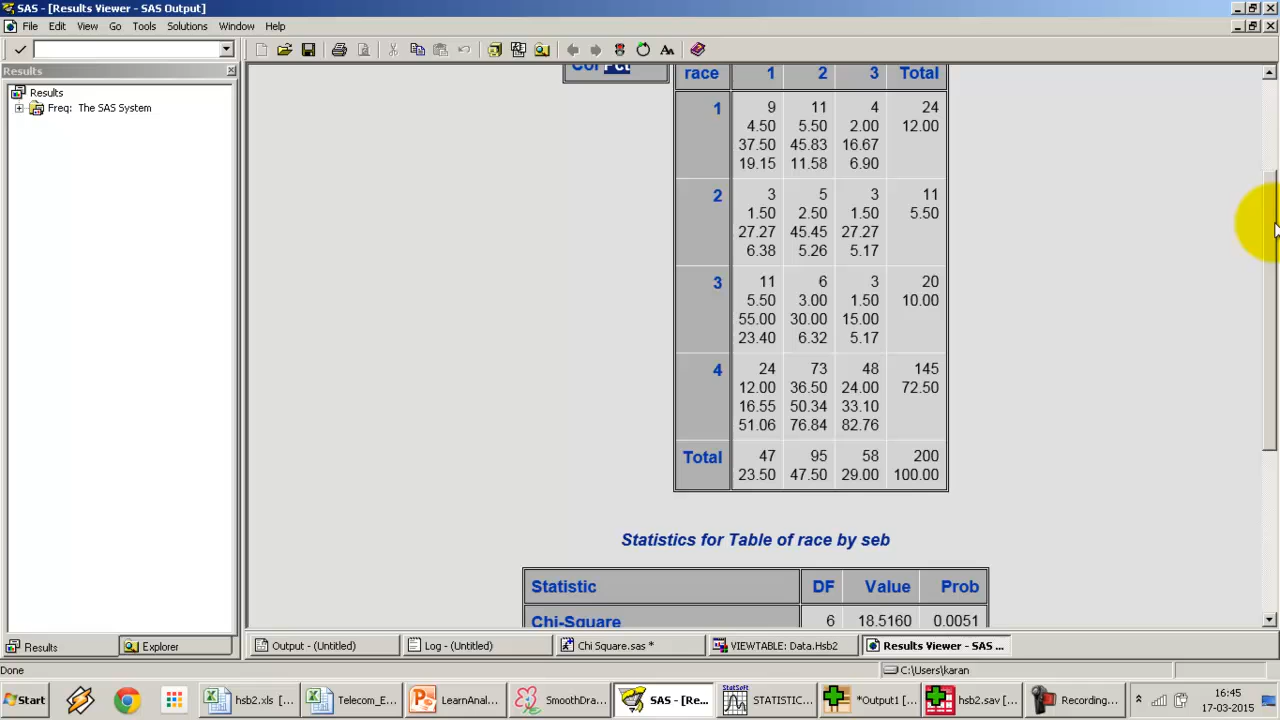 SAS - [Results Viewer - SAS Output]
File Edit View Go Tools Solutions Window Help
Results
Results
Freq: The SAS System
Col Pct
race 1 2 3 Total
1 9 11 4 24
4.50 5.50 2.00 12.00
37.50 45.83 16.67
19.15 11.58 6.90
2 3 5 3 11
1.50 2.50 1.50 5.50
27.27 45.45 27.27
6.38 5.26 5.17
3 11 6 3 20
5.50 3.00 1.50 10.00
55.00 30.00 15.00
23.40 6.32 5.17
4 24 73 48 145
12.00 36.50 24.00 72.50
16.55 50.34 33.10
51.06 76.84 82.76
Total 47 95 58 200
23.50 47.50 29.00 100.00
Statistics for Table of race by seb
Statistic DF Value Prob
Chi-Square 6 18.5160 0.0051
Results Explorer Output - (Untitled) Log - (Untitled) Chi Square.sas * VIEWTABLE: Data.Hsb2 Results Viewer - SAS ...
Done C:\Users\karan
Start hsb2.xls [... Telecom_E... LearnAnal... SmoothDra... SAS - [Re... STATISTIC... *Output1 [... hsb2.sav [... Recording... 16:45
17-03-2015